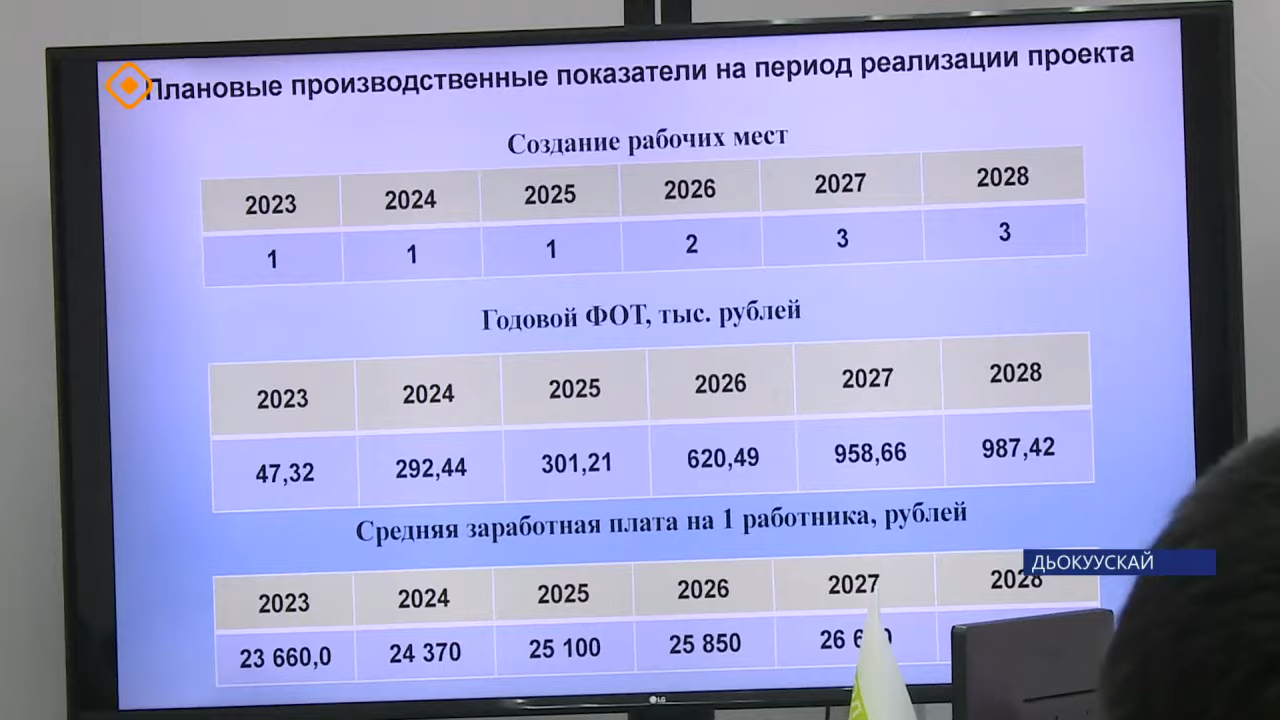 Плановые производственные показатели на период реализации проекта
Создание рабочих мест
2023 2024 2025 2026 2027 2028
1 1 1 2 3 3
Годовой ФОТ, тыс. рублей
2023 2024 2025 2026 2027 2028
47,32 292,44 301,21 620,49 958,66 987,42
Средняя заработная плата на 1 работника, рублей
ДЬОКУУСКАЙ
2023 2024 2025 2026 2027 2028
23 660,0 24 370 25 100 25 850 26
LG